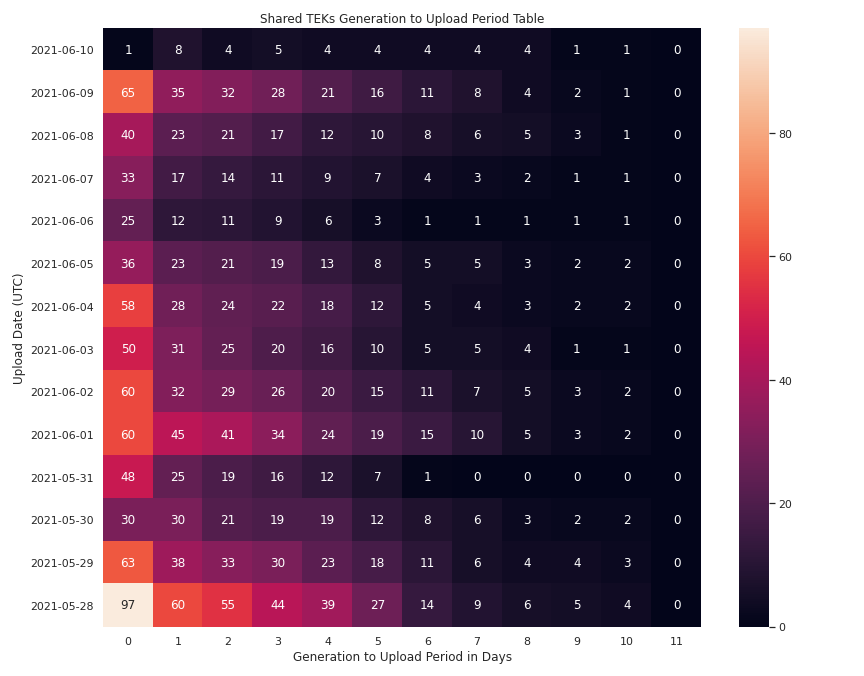 Shared TEKs Generation to Upload Period Table
2021-06-10 1 8 4 5 4 4 4 4 4 1 1 0
2021-06-09 65 35 32 28 21 16 11 8 4 2 1 0
2021-06-08 40 23 21 17 12 10 8 6 5 3 1 0
2021-06-07 33 17 14 11 9 7 4 3 2 1 1 0
2021-06-06 25 12 11 9 6 3 1 1 1 1 1 0
2021-06-05 36 23 21 19 13 8 5 5 3 2 2 0
2021-06-04 58 28 24 22 18 12 5 4 3 2 2 0
2021-06-03 50 31 25 20 16 10 5 5 4 1 1 0
2021-06-02 60 32 29 26 20 15 11 7 5 3 2 0
2021-06-01 60 45 41 34 24 19 15 10 5 3 2 0
2021-05-31 48 25 19 16 12 7 1 0 0 0 0 0
2021-05-30 30 30 21 19 19 12 8 6 3 2 2 0
2021-05-29 63 38 33 30 23 18 11 6 4 4 3 0
2021-05-28 97 60 55 44 39 27 14 9 6 5 4 0
0 1 2 3 4 5 6 7 8 9 10 11
Generation to Upload Period in Days
Upload Date (UTC)
80
60
40
20
0